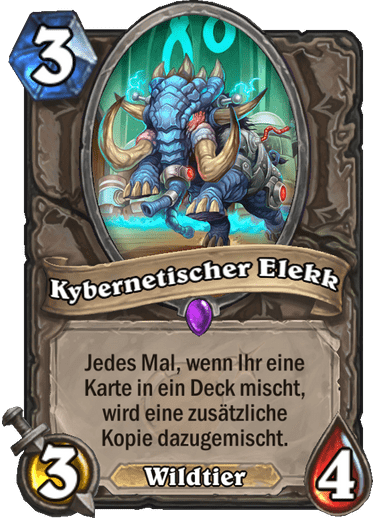 3
Kybernetischer Elekk
Jedes Mal, wenn Ihr eine
Karte in ein Deck mischt,
wird eine zusätzliche
Kopie dazugemischt.
3
Wildtier
4